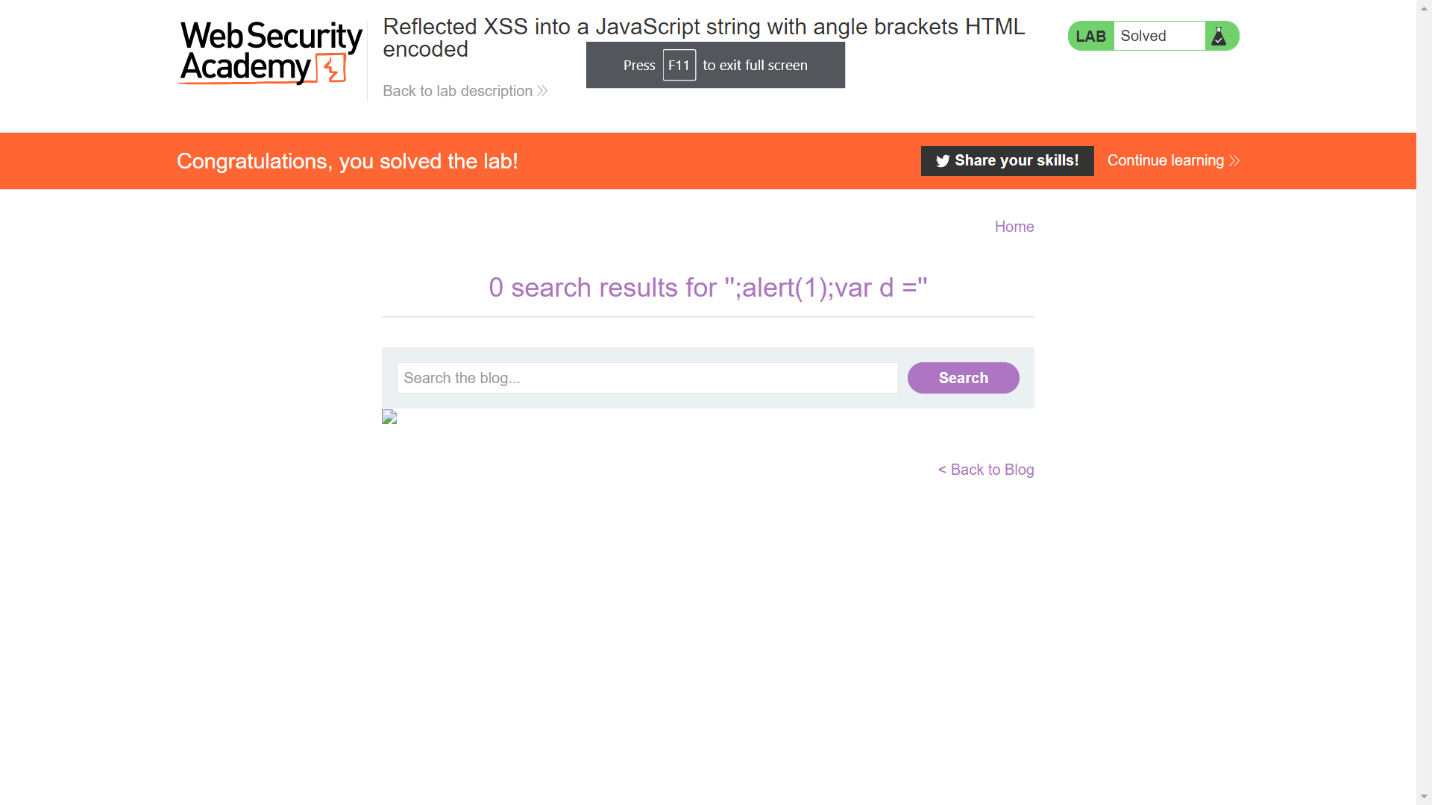 Web Security
Academy
Reflected XSS into a JavaScript string with angle brackets HTML
encoded
Back to lab description
LAB Solved
Press F11 to exit full screen
Congratulations, you solved the lab!
Share your skills!
Continue learning
Home
0 search results for '';alert(1);var d =''
Search the blog...
Search
< Back to Blog